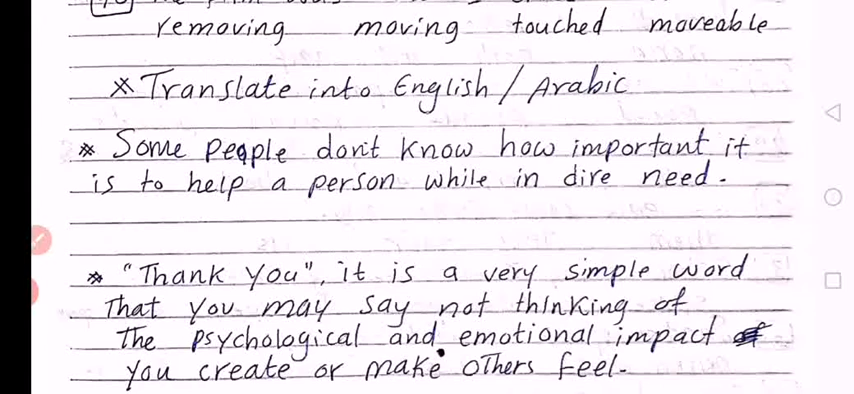 removing moving touched moveable
* Translate into English / Arabic
* Some people don't know how important it
is to help a person while in dire need.
* "Thank you", it is a very simple word
That you may say not thinking of
The psychological and emotional impact
you create or make others feel.